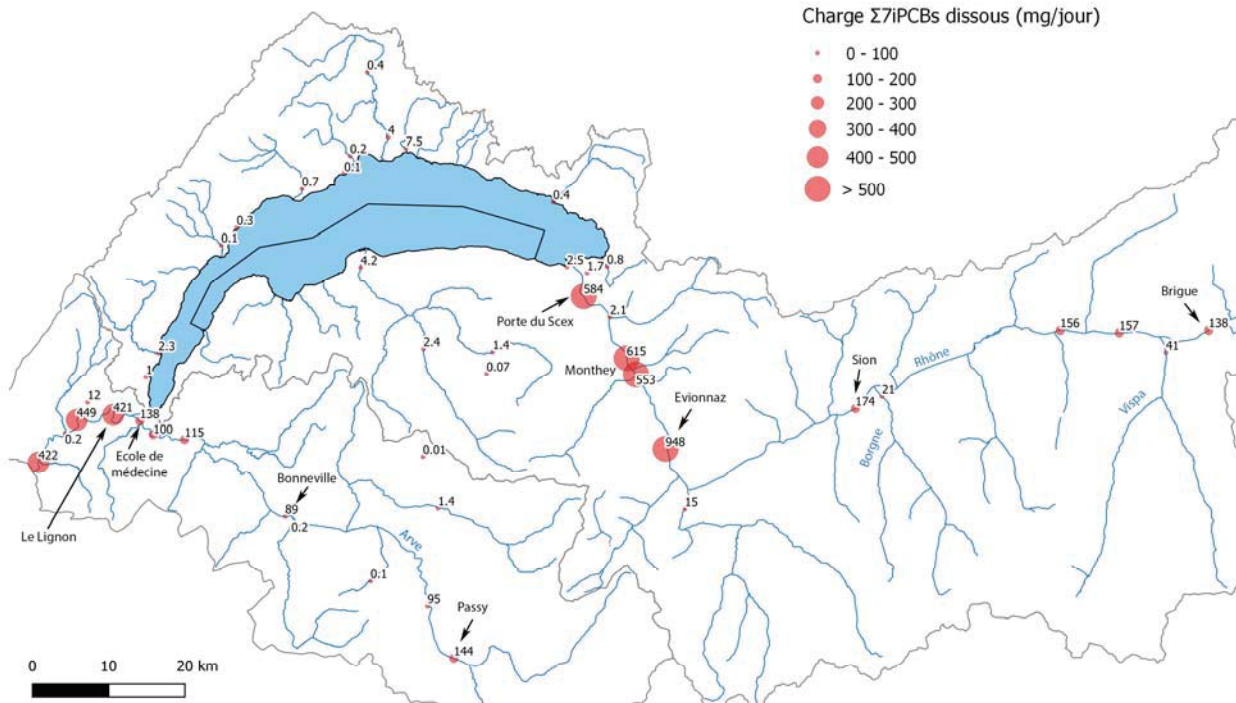 Charge Σ7iPCBs dissous (mg/jour)
0 - 100
100 - 200
200 - 300
300 - 400
400 - 500
> 500
0.4
4
7.5
0.2
0.1
0.7
0.4
0.3
0.1
4.2
2.5
1.7
0.8
584
Porte du Scex
2.1
Brigue
138
156
157
41
2.3
2.4
1.4
0.07
615
Monthey
553
Rhône
Sion
174
21
Vispa
1
12
449
421
138
100
115
0.2
422
Ecole de
médecine
Le Lignon
Evionnaz
948
Borgne
0.01
Bonneville
89
0.2
1.4
15
Arve
0.1
95
Passy
144
0 10 20 km